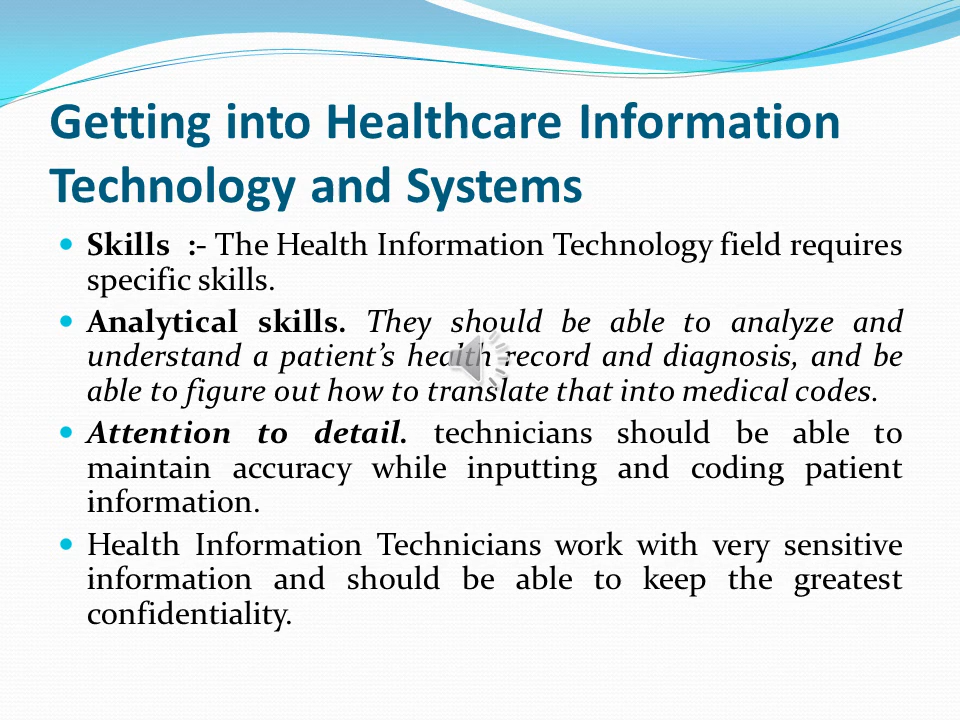 Getting into Healthcare Information
Technology and Systems
Skills :- The Health Information Technology field requires
specific skills.
Analytical skills. They should be able to analyze and
understand a patient’s health record and diagnosis, and be
able to figure out how to translate that into medical codes.
Attention to detail. technicians should be able to
maintain accuracy while inputting and coding patient
information.
Health Information Technicians work with very sensitive
information and should be able to keep the greatest
confidentiality.